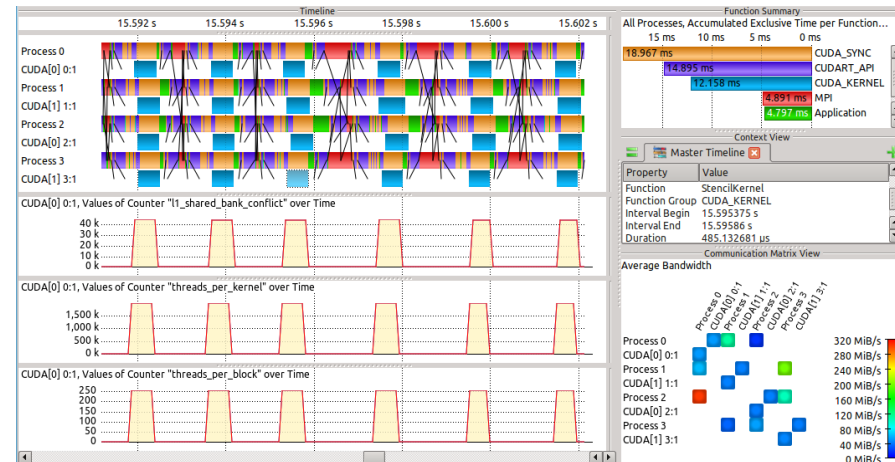 Timeline
15.592 s 15.594 s 15.596 s 15.598 s 15.600 s 15.602 s
Process 0
CUDA[0] 0:1
Process 1
CUDA[1] 1:1
Process 2
CUDA[0] 2:1
Process 3
CUDA[1] 3:1
CUDA[0] 0:1, Values of Counter "l1_shared_bank_conflict" over Time
40 k
30 k
20 k
10 k
0 k
CUDA[0] 0:1, Values of Counter "threads_per_kernel" over Time
1,500 k
1,000 k
500 k
0 k
CUDA[0] 0:1, Values of Counter "threads_per_block" over Time
250
200
150
100
50
0
Function Summary
All Processes, Accumulated Exclusive Time per Function...
15 ms 10 ms 5 ms 0 ms
18.967 ms CUDA_SYNC
14.895 ms CUDART_API
12.158 ms CUDA_KERNEL
4.891 ms MPI
4.797 ms Application
Context View
Master Timeline
Property Value
Function StencilKernel
Function Group CUDA_KERNEL
Interval Begin 15.595375 s
Interval End 15.59586 s
Duration 485.132681 µs
Communication Matrix View
Average Bandwidth
Process 0 CUDA[0] 0:1 Process 1 CUDA[1] 1:1 Process 2 CUDA[0] 2:1 Process 3 CUDA[1] 3:1
Process 0
CUDA[0] 0:1
Process 1
CUDA[1] 1:1
Process 2
CUDA[0] 2:1
Process 3
CUDA[1] 3:1
320 MiB/s
280 MiB/s
240 MiB/s
200 MiB/s
160 MiB/s
120 MiB/s
80 MiB/s
40 MiB/s
0 MiB/s